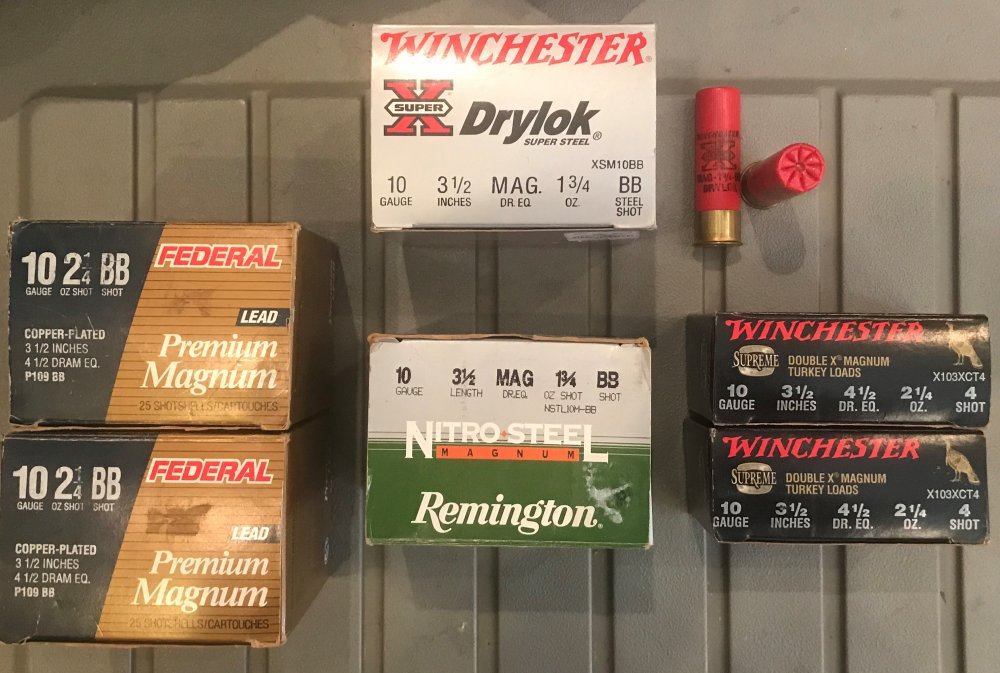 WINCHESTER®
X SUPER
Drylok®
SUPER STEEL
XSM10BB
10 3 1/2 MAG. 1 3/4 BB
GAUGE INCHES DR. EQ. OZ. STEEL
SHOT
WINCHESTER
XX
DRYLOK
FEDERAL
10 2 1/4 BB
GAUGE OZ SHOT SHOT
LEAD
COPPER-PLATED
3 1/2 INCHES
4 1/2 DRAM EQ.
P109 BB
Premium
Magnum
25 SHOTSHELLS/CARTOUCHES
FEDERAL
10 2 1/4 BB
GAUGE OZ SHOT SHOT
LEAD
COPPER-PLATED
3 1/2 INCHES
4 1/2 DRAM EQ.
P109 BB
Premium
Magnum
25 SHOTSHELLS/CARTOUCHES
10 3 1/2 MAG 1 3/4 BB
GAUGE LENGTH DR.EQ. OZ SHOT SHOT
NSTL10M-BB
NITRO-STEEL
MAGNUM
Remington®
WINCHESTER
SUPREME
DOUBLE X® MAGNUM
TURKEY LOADS
X103XCT4
10 3 1/2 4 1/2 2 1/4 4
GAUGE INCHES DR. EQ. OZ. SHOT
WINCHESTER
SUPREME
DOUBLE X® MAGNUM
TURKEY LOADS
X103XCT4
10 3 1/2 4 1/2 2 1/4 4
GAUGE INCHES DR. EQ. OZ. SHOT